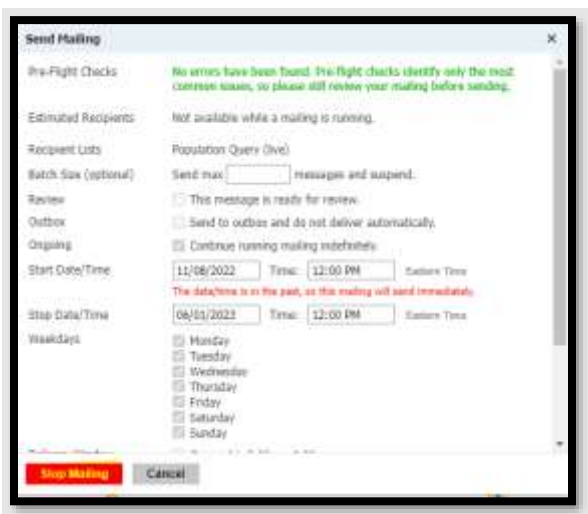 Send Mailing ×
Pre-Flight Checks No errors have been found. Pre-flight checks identify only the most
common issues, so please still review your mailing before sending.
Estimated Recipients Not available while a mailing is running.
Recipient Lists Population Query (live)
Batch Size (optional) Send max messages and suspend.
Review This message is ready for review.
Outbox Send to outbox and do not deliver automatically.
Ongoing Continue running mailing indefinitely.
Start Date/Time 11/08/2022 Time: 12:00 PM Eastern Time
The date/time is in the past, so this mailing will send immediately.
Stop Date/Time 06/01/2023 Time: 12:00 PM Eastern Time
Weekdays Monday
Tuesday
Wednesday
Thursday
Friday
Saturday
Sunday
Stop Mailing Cancel